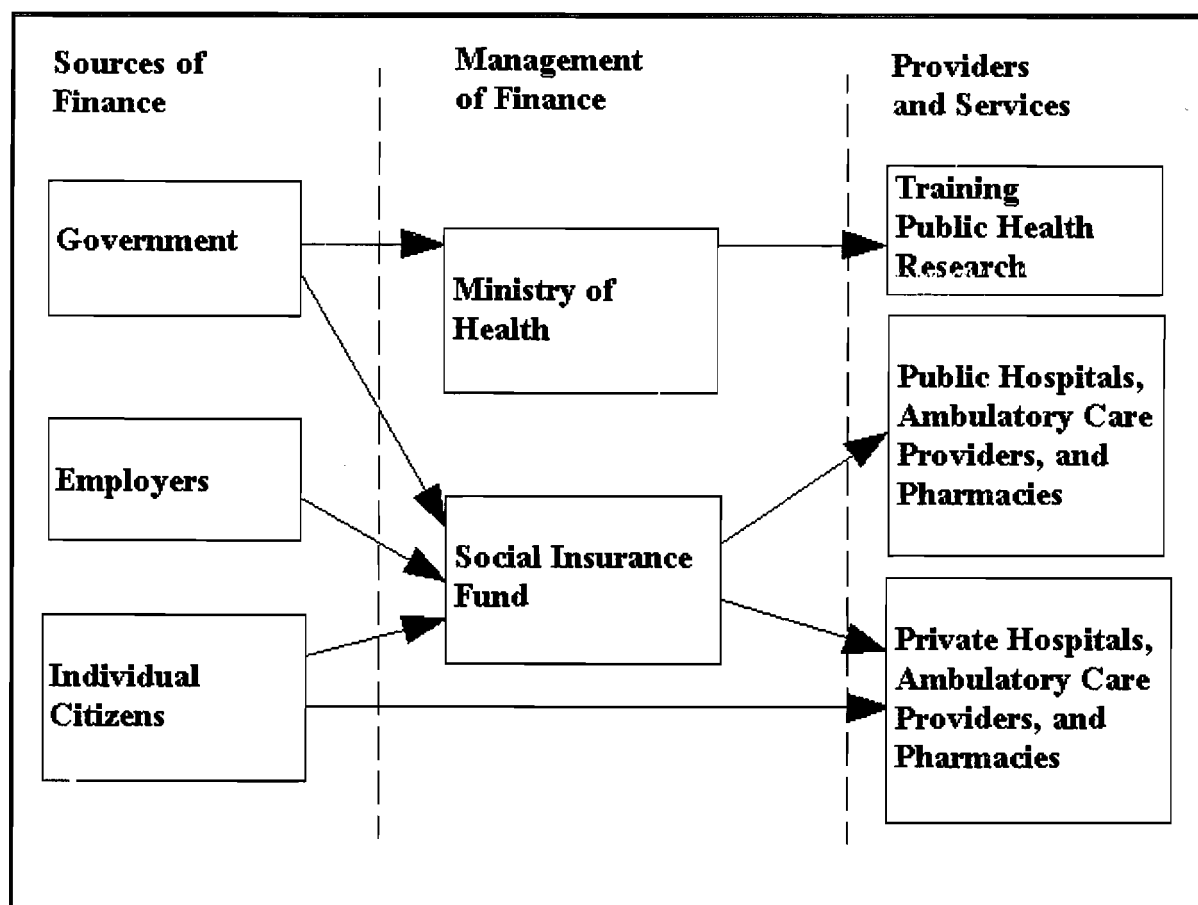 Sources of
Finance
Management
of Finance
Providers
and Services
Government
Employers
Individual
Citizens
Ministry of
Health
Social Insurance
Fund
Training
Public Health
Research
Public Hospitals,
Ambulatory Care
Providers, and
Pharmacies
Private Hospitals,
Ambulatory Care
Providers, and
Pharmacies